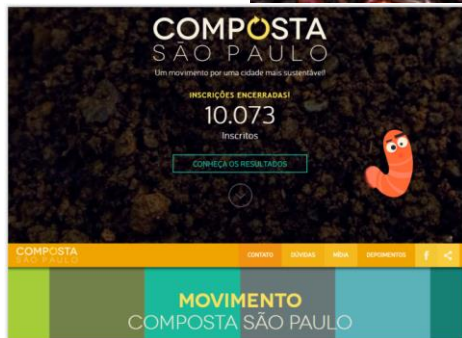 COMPOSTA
SÃO PAULO
Um movimento por uma cidade mais sustentável!
INSCRIÇÕES ENCERRADAS!
10.073
Inscritos
CONHEÇA OS RESULTADOS
COMPOSTA
SÃO PAULO
CONTATO DÚVIDAS MÍDIA DEPOIMENTOS f
MOVIMENTO
COMPOSTA SÃO PAULO